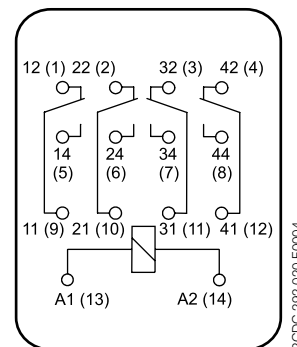 12 (1) 22 (2) 32 (3) 42 (4)
14 24 34 44
(5) (6) (7) (8)
11 (9) 21 (10) 31 (11) 41 (12)
A1 (13) A2 (14)